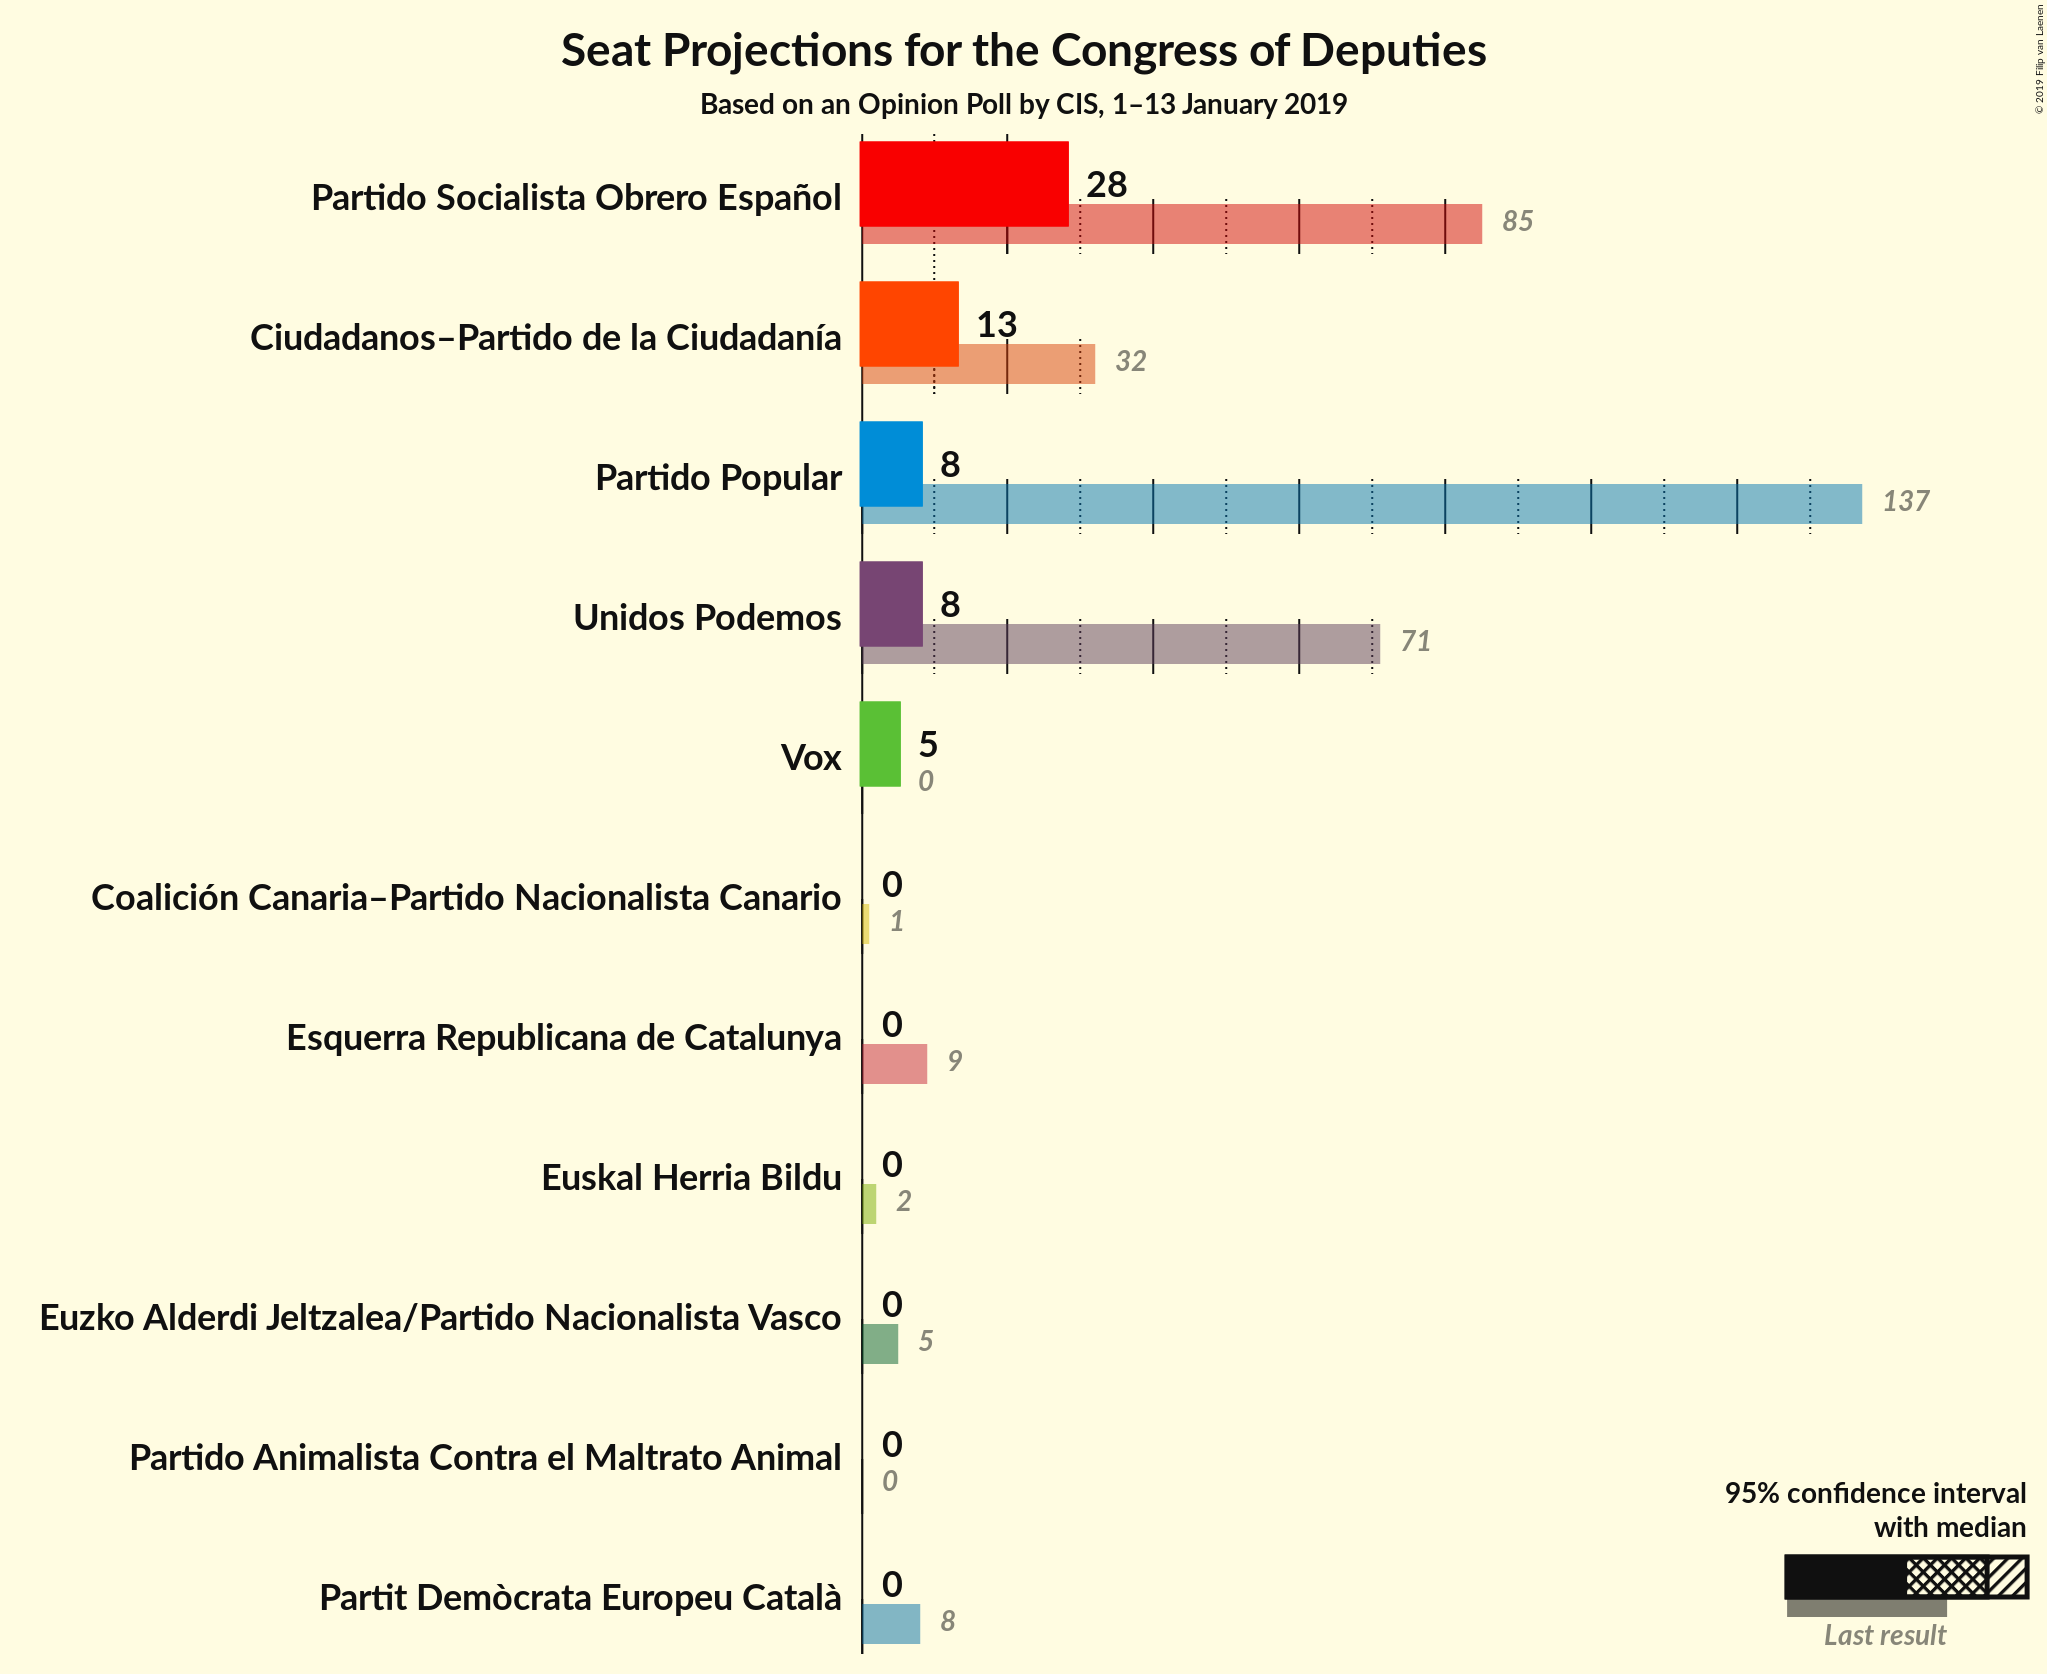 Seat Projections for the Congress of Deputies
Based on an Opinion Poll by CIS, 1–13 January 2019
© 2019 Filip van Laenen
Partido Socialista Obrero Español
28
85
Ciudadanos–Partido de la Ciudadanía
13
32
Partido Popular
8
137
Unidos Podemos
8
71
Vox
5
0
Coalición Canaria–Partido Nacionalista Canario
0
1
Esquerra Republicana de Catalunya
0
9
Euskal Herria Bildu
0
2
Euzko Alderdi Jeltzalea/Partido Nacionalista Vasco
0
5
Partido Animalista Contra el Maltrato Animal
0
0
Partit Demòcrata Europeu Català
0
8
95% confidence interval
with median
Last result